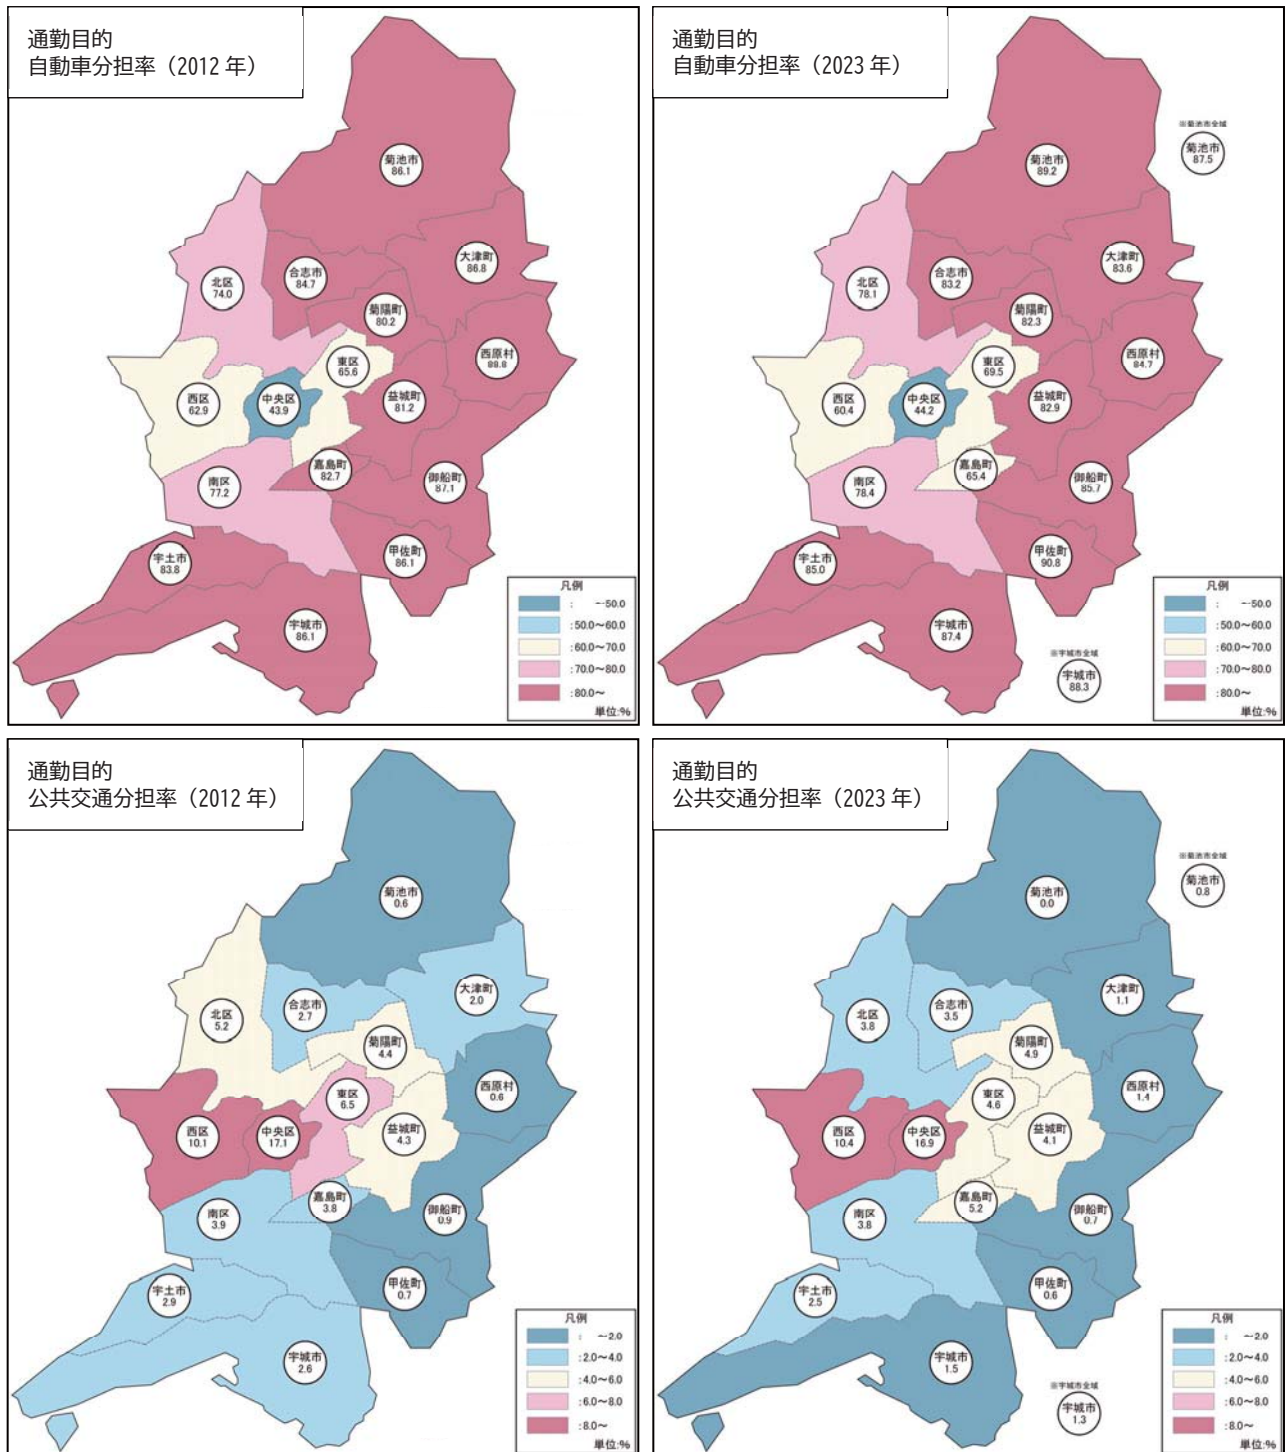 通勤目的
自動車分担率（2012 年）
菊池市
86.1
大津町
86.8
合志市
84.7
北区
74.0
菊陽町
80.2
西原村
88.8
東区
65.6
西区
62.9
中央区
43.9
益城町
81.2
嘉島町
82.7
御船町
87.1
南区
77.2
甲佐町
86.1
宇土市
83.8
宇城市
86.1
凡例
: ～50.0
:50.0～60.0
:60.0～70.0
:70.0～80.0
:80.0～
単位:%
通勤目的
自動車分担率（2023 年）
※菊池市全域
菊池市
87.5
菊池市
89.2
大津町
83.6
合志市
83.2
北区
78.1
菊陽町
82.3
西原村
84.7
東区
69.5
西区
60.4
中央区
44.2
益城町
82.9
嘉島町
65.4
御船町
85.7
南区
78.4
甲佐町
90.8
宇土市
85.0
宇城市
87.4
※宇城市全域
宇城市
88.3
凡例
: ～50.0
:50.0～60.0
:60.0～70.0
:70.0～80.0
:80.0～
単位:%
通勤目的
公共交通分担率（2012 年）
菊池市
0.6
大津町
2.0
合志市
2.7
北区
5.2
菊陽町
4.4
西原村
0.6
東区
6.5
西区
10.1
中央区
17.1
益城町
4.3
嘉島町
3.8
御船町
0.9
南区
3.9
甲佐町
0.7
宇土市
2.9
宇城市
2.6
凡例
: ～2.0
:2.0～4.0
:4.0～6.0
:6.0～8.0
:8.0～
単位:%
通勤目的
公共交通分担率（2023 年）
※菊池市全域
菊池市
0.8
菊池市
0.0
大津町
1.1
合志市
3.5
北区
3.8
菊陽町
4.9
西原村
1.4
東区
4.6
西区
10.4
中央区
16.9
益城町
4.1
嘉島町
5.2
御船町
0.7
南区
3.8
甲佐町
0.6
宇土市
2.5
宇城市
1.5
※宇城市全域
宇城市
1.3
凡例
: ～2.0
:2.0～4.0
:4.0～6.0
:6.0～8.0
:8.0～
単位:%